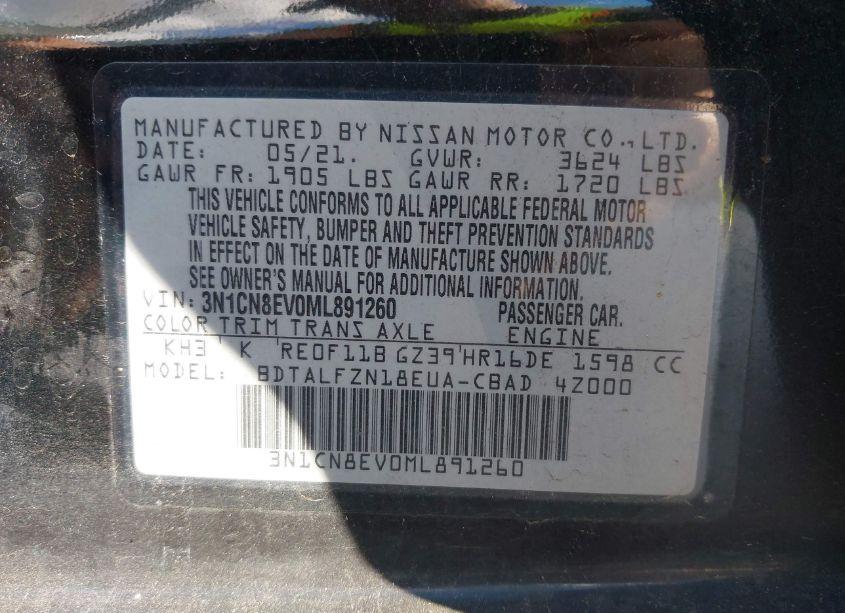 MANUFACTURED BY NISSAN MOTOR CO., LTD.
DATE: 05/21. GVWR: 3624 LBS
GAWR FR: 1905 LBS GAWR RR: 1720 LBS
THIS VEHICLE CONFORMS TO ALL APPLICABLE FEDERAL MOTOR
VEHICLE SAFETY, BUMPER AND THEFT PREVENTION STANDARDS
IN EFFECT ON THE DATE OF MANUFACTURE SHOWN ABOVE.
SEE OWNER'S MANUAL FOR ADDITIONAL INFORMATION.
VIN: 3N1CN8EV0ML891260 PASSENGER CAR.
COLOR TRIM TRANS AXLE ENGINE
KH3 ' K 'RE0F11B GZ39'HR16DE 1598 CC
MODEL: BDTALFZN18EUA-CBAD 4Z000
3N1CN8EV0ML891260